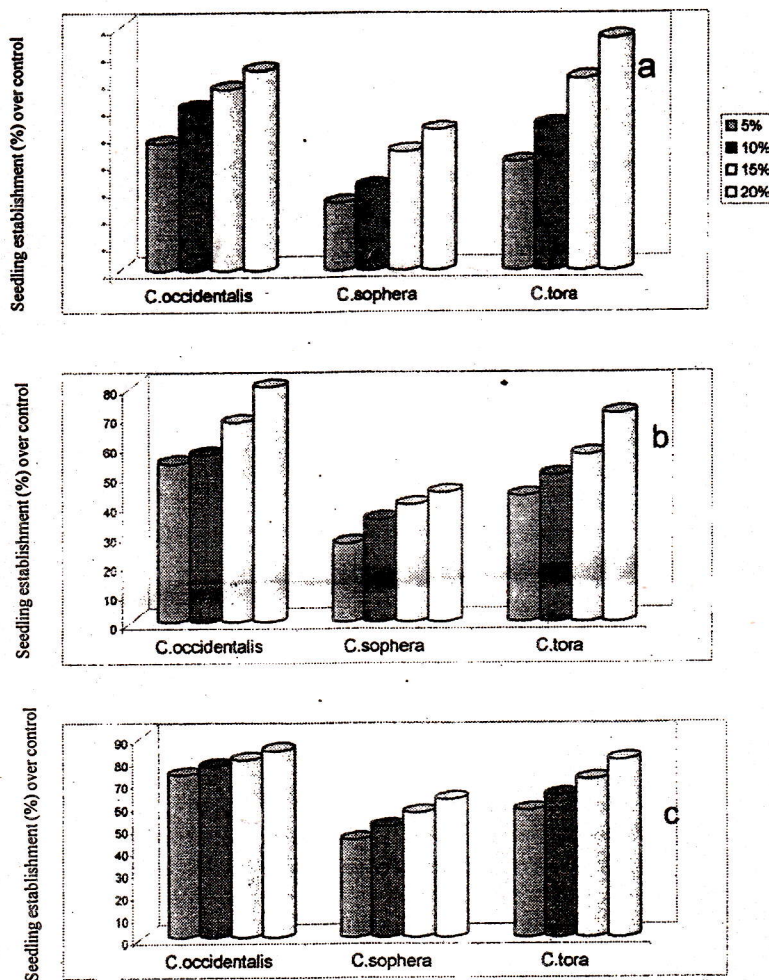 Seedling establishment (%) over control
a
5%
10%
15%
20%
C.occidentalis C.sophera C.tora
Seedling establishment (%) over control
80
70
60
50
40
30
20
10
0
b
C.occidentalis C.sophera C.tora
Seedling establishment (%) over control
90
80
70
60
50
40
30
20
10
0
c
C.occidentalis C.sophera C.tora